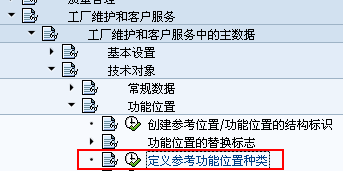 质量管理
工厂维护和客户服务
工厂维护和客户服务中的主数据
基本设置
技术对象
常规数据
功能位置
创建参考位置/功能位置的结构标识
功能位置的替换标志
定义参考功能位置种类